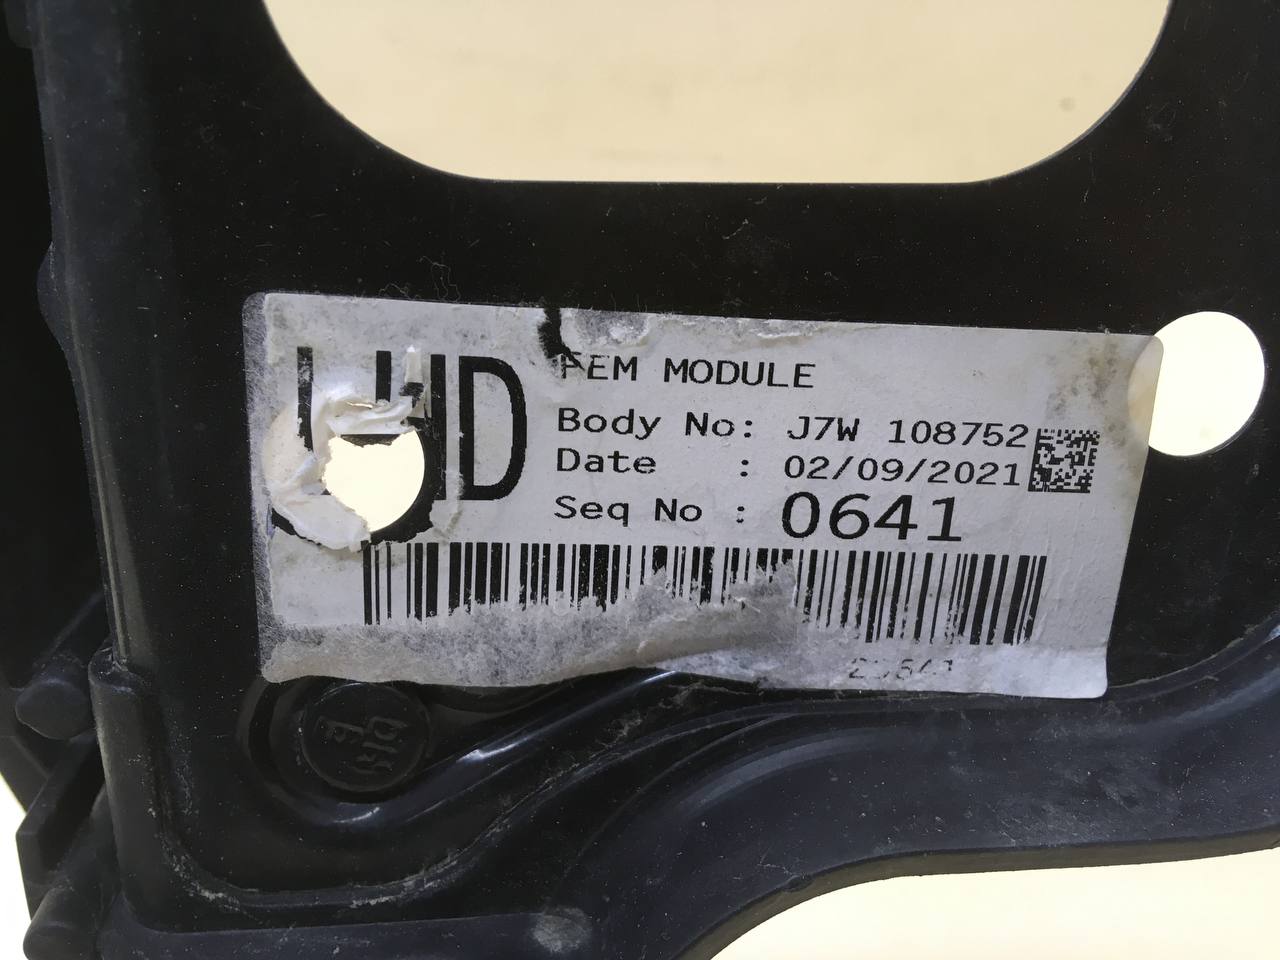 LHD
FEM MODULE
Body No: J7W 108752
Date : 02/09/2021
Seq No : 0641